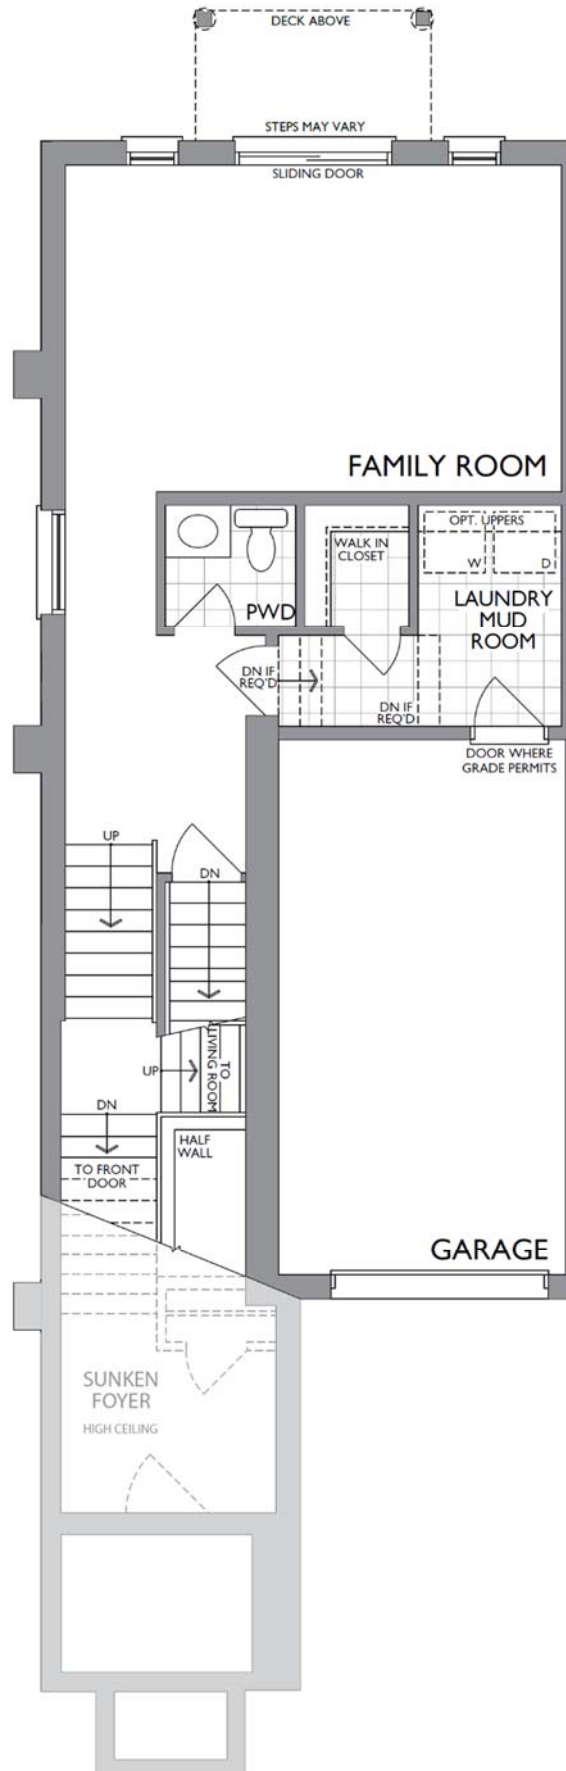 DECK ABOVE
STEPS MAY VARY
SLIDING DOOR
FAMILY ROOM
OPT. UPPERS
W
D
WALK IN
CLOSET
PWD
LAUNDRY
MUD
ROOM
DN IF
REQ'D
DN IF
REQ'D
DOOR WHERE
GRADE PERMITS
UP
DN
UP
TO
LIVING ROOM
DN
TO FRONT
DOOR
HALF
WALL
GARAGE
SUNKEN
FOYER
HIGH CEILING